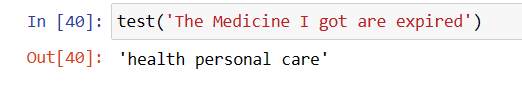 In [40]: test('The Medicine I got are expired')
Out[40]: 'health personal care'